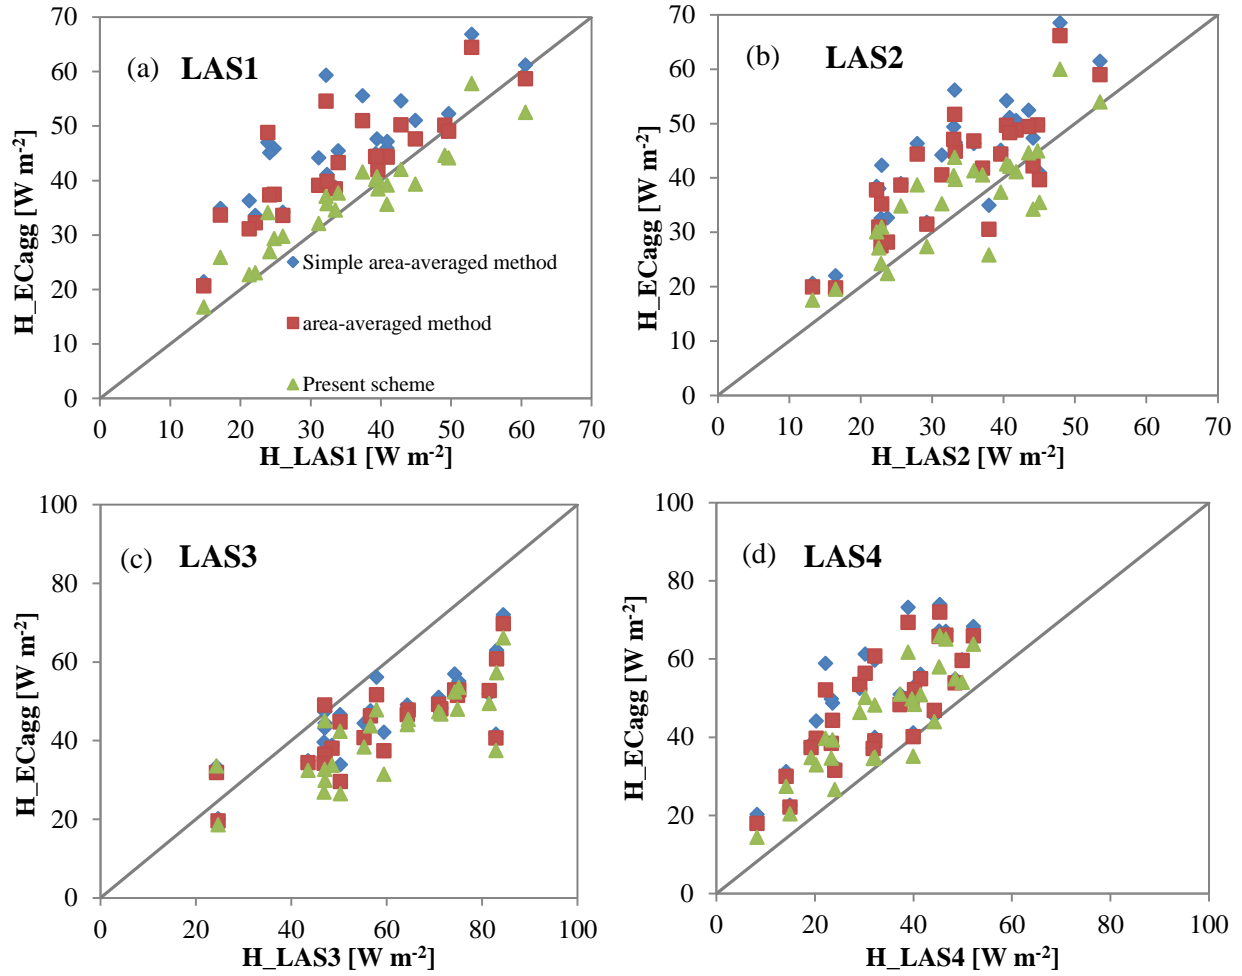 (a) LAS1
H_ECagg [W m-2]
70
60
50
40
30
20
10
0
Simple area-averaged method
area-averaged method
Present scheme
0 10 20 30 40 50 60 70
H_LAS1 [W m-2]
(b) LAS2
H_ECagg [W m-2]
70
60
50
40
30
20
10
0
0 10 20 30 40 50 60 70
H_LAS2 [W m-2]
(c) LAS3
H_ECagg [W m-2]
100
80
60
40
20
0
0 20 40 60 80 100
H_LAS3 [W m-2]
(d) LAS4
H_ECagg [W m-2]
100
80
60
40
20
0
0 20 40 60 80 100
H_LAS4 [W m-2]